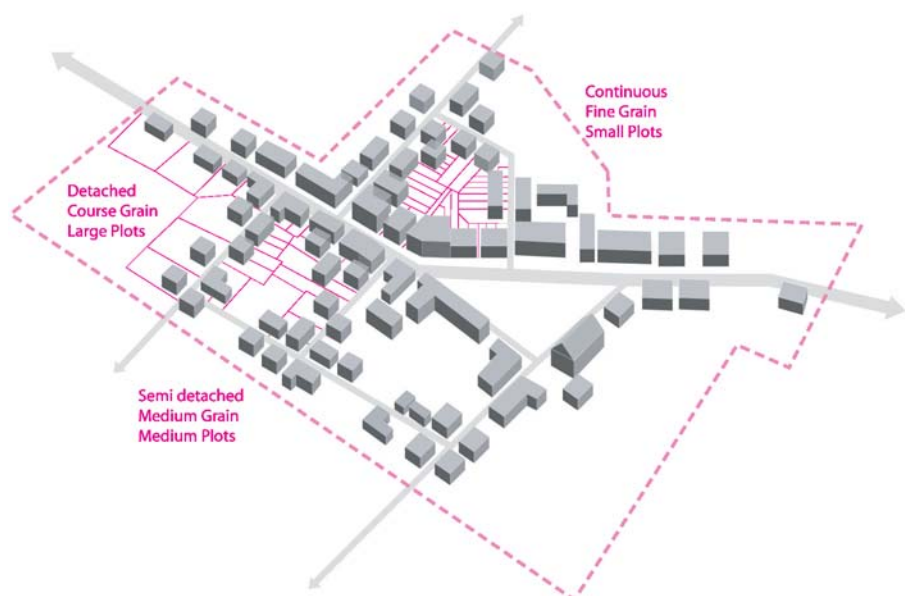 Continuous
Fine Grain
Small Plots
Detached
Course Grain
Large Plots
Semi detached
Medium Grain
Medium Plots